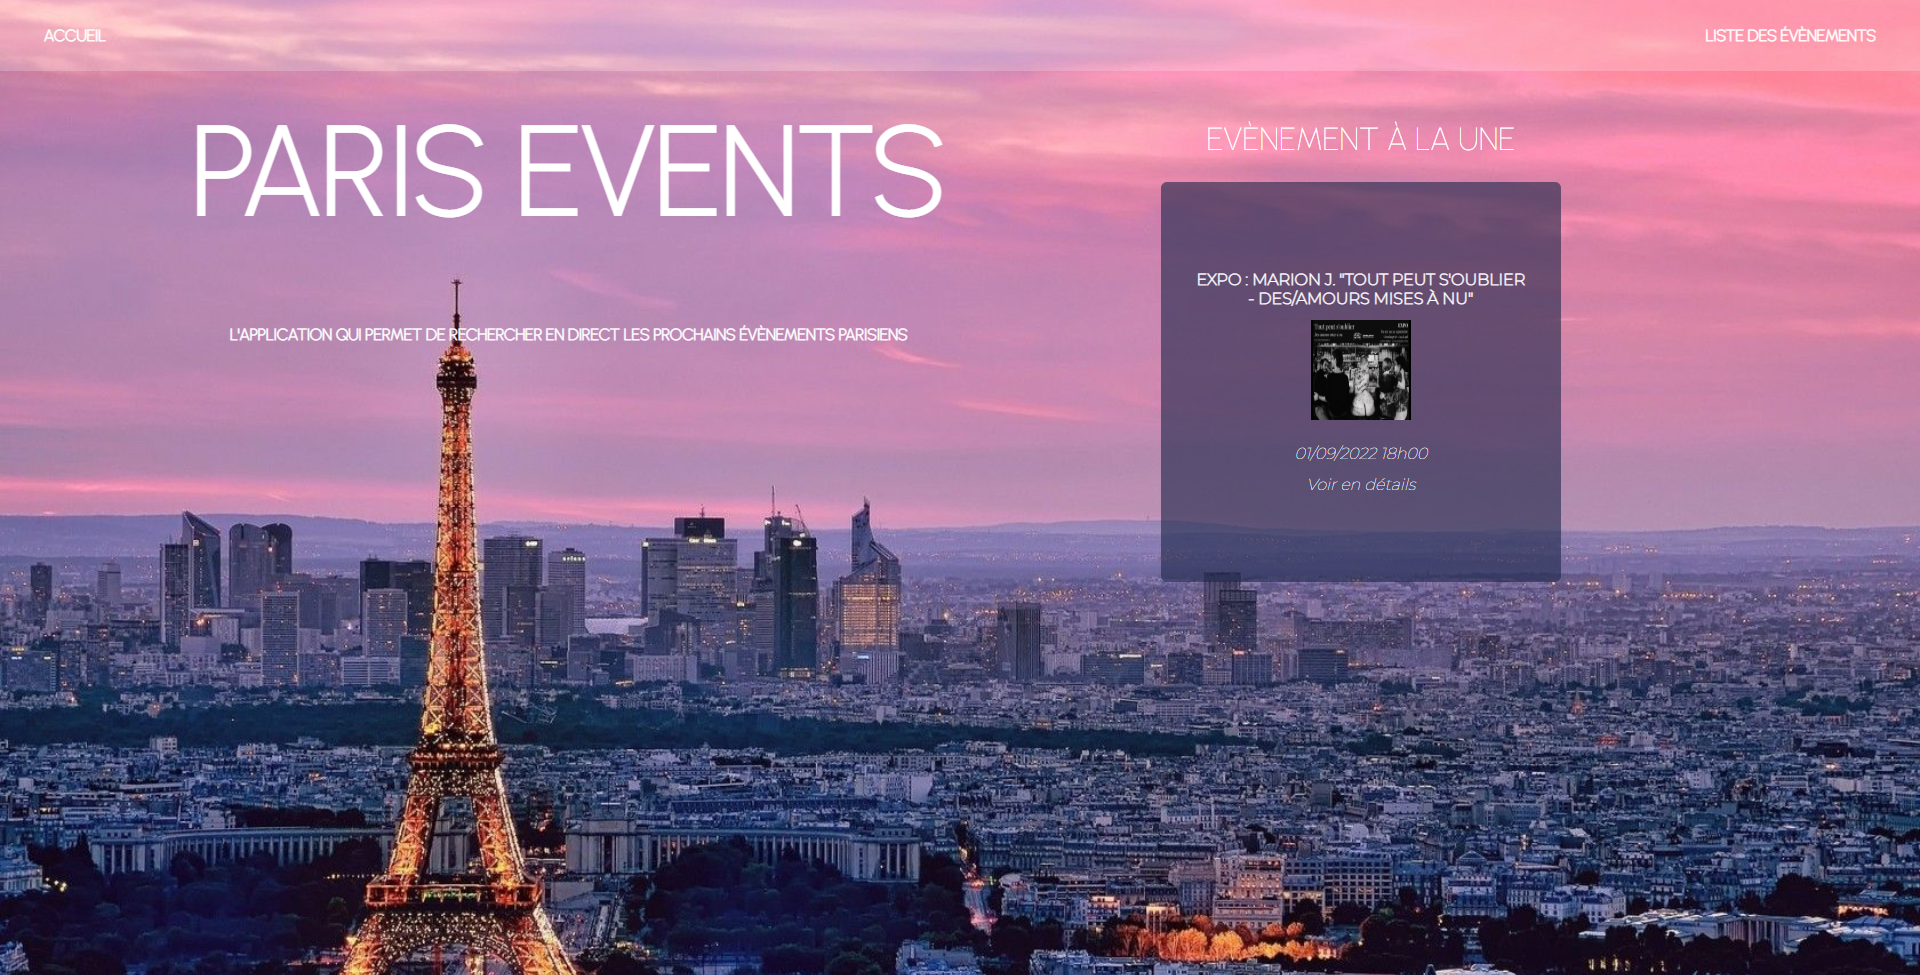 ACCUEIL
LISTE DES ÉVÈNEMENTS
PARIS EVENTS
L'APPLICATION QUI PERMET DE RECHERCHER EN DIRECT LES PROCHAINS ÉVÈNEMENTS PARISIENS
EVÈNEMENT À LA UNE
EXPO : MARION J. "TOUT PEUT S'OUBLIER
- DES/AMOURS MISES À NU"
Tout peut s'oublier
EXPO
01/09/2022 18h00
Voir en détails